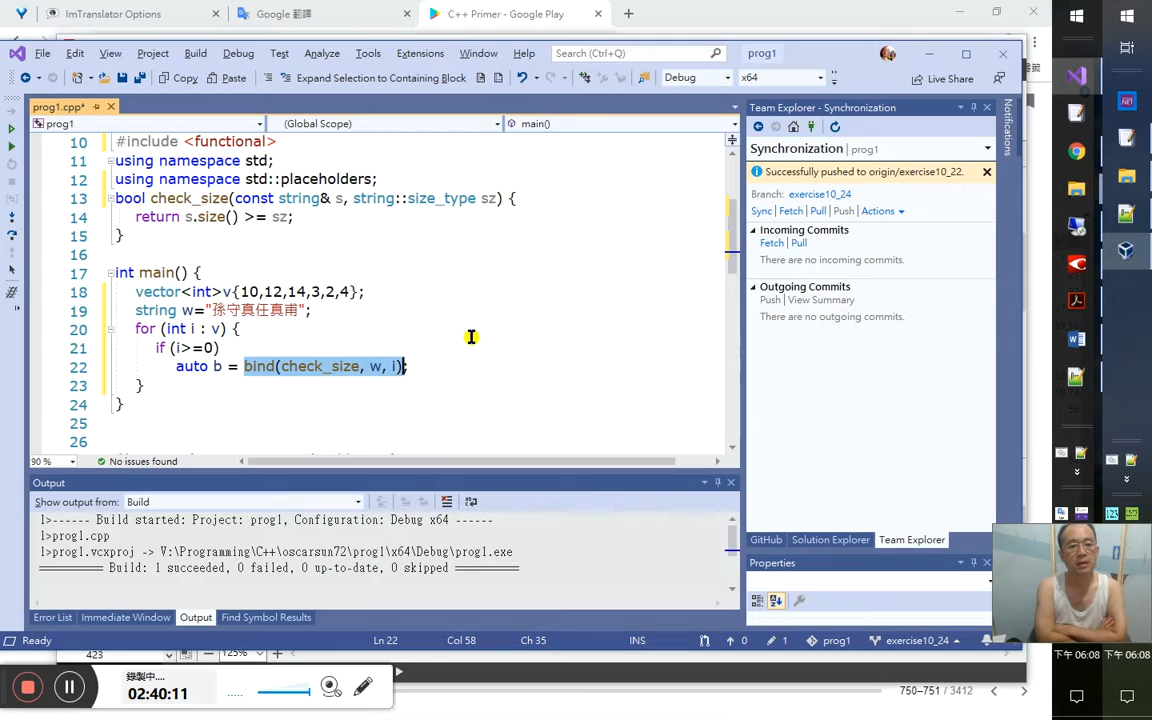 ImTranslator Options
Google 翻譯
C++ Primer - Google Play
File Edit View Project Build Debug Test Analyze Tools Extensions Window Help Search (Ctrl+Q) prog1
Copy Paste Expand Selection to Containing Block Debug x64 Live Share
prog1.cpp*
prog1 (Global Scope) main()
10 #include <functional>
11 using namespace std;
12 using namespace std::placeholders;
13 bool check_size(const string& s, string::size_type sz) {
14 return s.size() >= sz;
15 }
16
17 int main() {
18 vector<int>v{10,12,14,3,2,4};
19 string w="孫守真任真甫";
20 for (int i : v) {
21 if (i>=0)
22 auto b = bind(check_size, w, i);
23 }
24 }
25
26
90 % No issues found
Output
Show output from: Build
1>------ Build started: Project: prog1, Configuration: Debug x64 ------
1>prog1.cpp
1>prog1.vcxproj -> V:\Programming\C++\oscarsun72\prog1\x64\Debug\prog1.exe
========== Build: 1 succeeded, 0 failed, 0 up-to-date, 0 skipped ==========
Error List Immediate Window Output Find Symbol Results
Team Explorer - Synchronization
Synchronization prog1
Successfully pushed to origin/exercise10_22.
Branch: exercise10_24
Sync Fetch Pull Push Actions
Incoming Commits
Fetch Pull
There are no incoming commits.
Outgoing Commits
Push View Summary
There are no outgoing commits.
GitHub Solution Explorer Team Explorer
Properties
Notifications
Ready Ln 22 Col 58 Ch 35 INS 0 1 prog1 exercise10_24
423 125%
錄製中...
02:40:11
750–751 / 3412
下午 06:08 下午 06:08